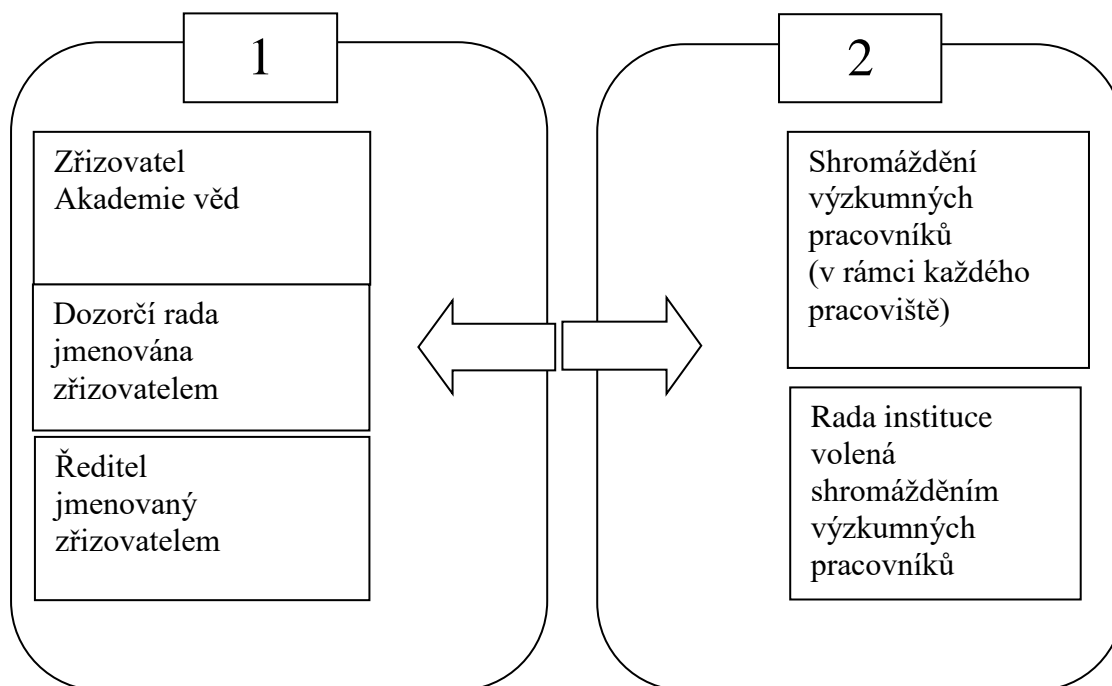 1
Zřizovatel
Akademie věd
Dozorčí rada
jmenována
zřizovatelem
Ředitel
jmenovaný
zřizovatelem
2
Shromáždění
výzkumných
pracovníků
(v rámci každého
pracoviště)
Rada instituce
volená
shromážděním
výzkumných
pracovníků